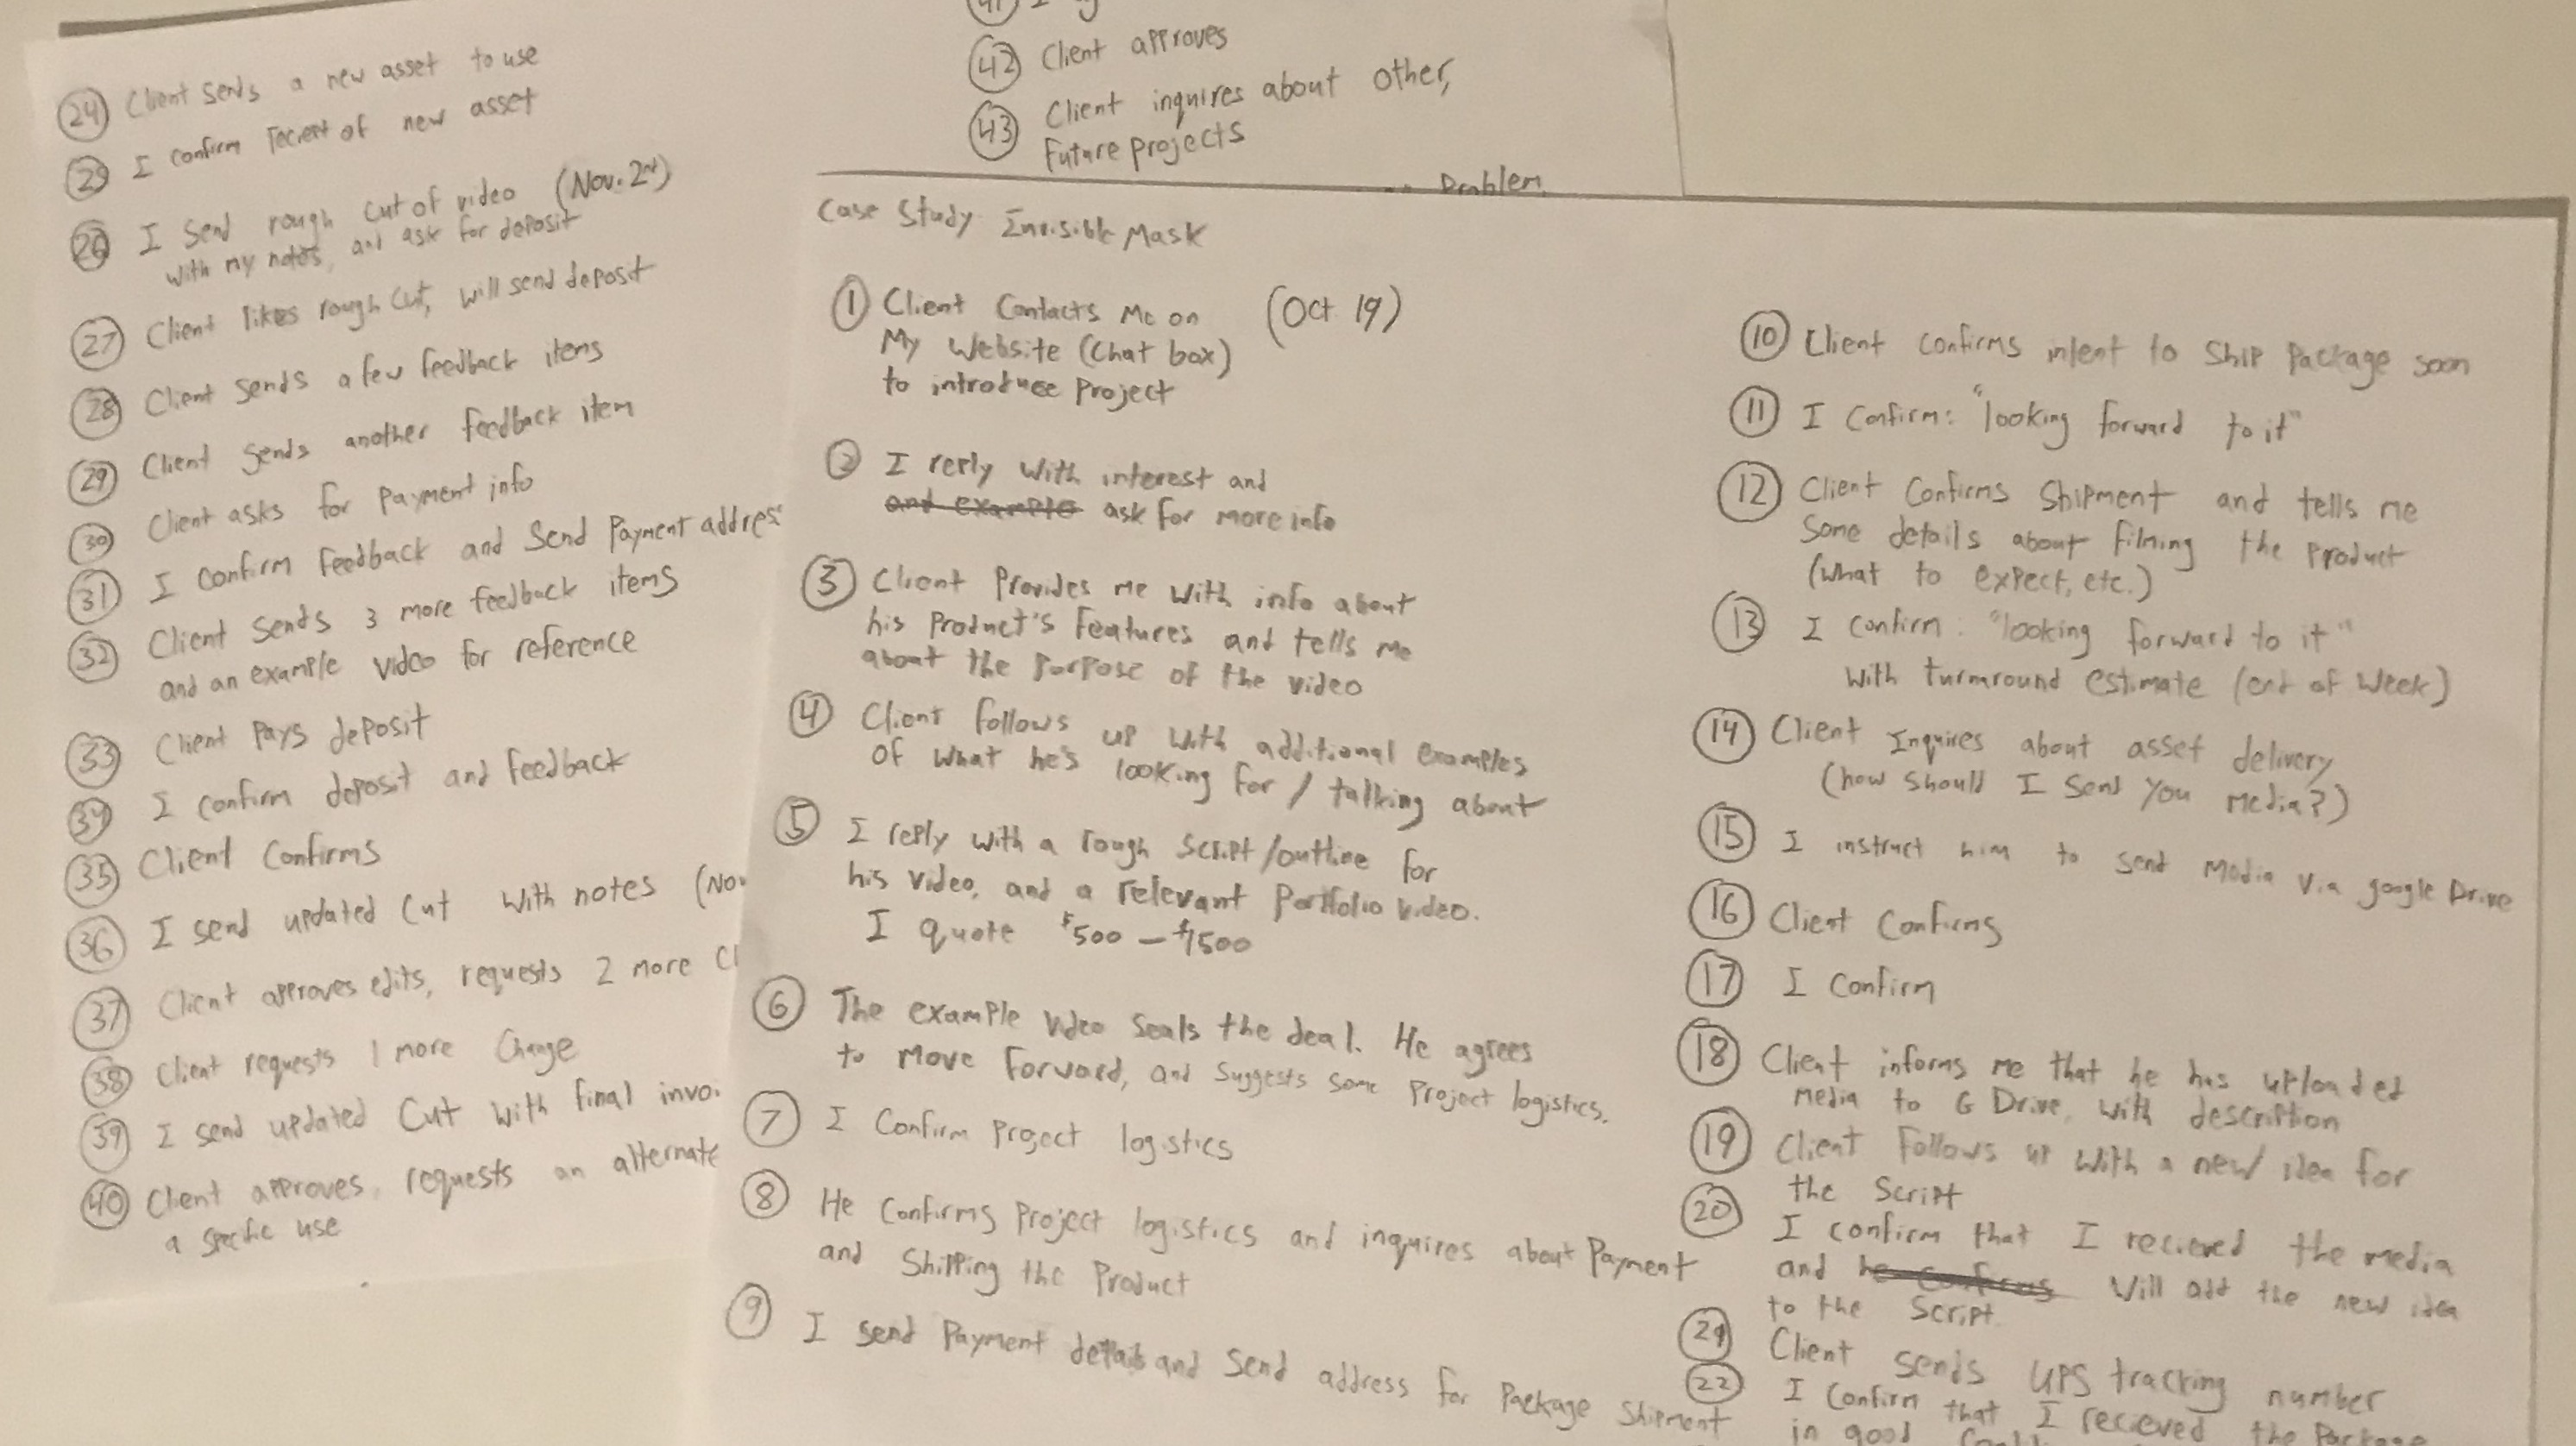 Case Study Invisible Mask
① Client Contacts Me on (Oct 19)
My Website (Chat box)
to introduce Project
② I reply with interest and
and example ask for more info
③ Client Provides me with info about
his Product's Features and tells me
about the Purpose of the video
④ Client follows up with additional examples
of what he's looking for / talking about
⑤ I reply with a rough Script/outline for
his video, and a relevant Portfolio video.
I quote $500 – $1500
⑥ The example Video Seals the deal. He agrees
to Move Forward, and suggests some Project logistics.
⑦ I Confirm Project logistics
⑧ He Confirms Project logistics and inquires about Payment
and Shipping the Product
⑨ I send Payment details and Send address for Package Shipment
⑩ Client confirms intent to Ship Package soon
⑪ I Confirm: "looking forward to it"
⑫ Client Confirms Shipment and tells me
Some details about filming the Product
(what to expect, etc.)
⑬ I confirm: "looking forward to it"
with turnaround estimate (end of week)
⑭ Client Inquires about asset delivery
(how should I send you media?)
⑮ I instruct him to send Media via google Drive
⑯ Client Confirms
⑰ I Confirm
⑱ Client informs me that he has uploaded
media to G Drive, with description
⑲ Client Follows up with a new idea for
the Script
⑳ I confirm that I recieved the media
and Will add the new idea
to the Script.
㉑ Client sends UPS tracking number
㉒ I Confirm that I recieved the Package
in good
㉔ Client sends a new asset to use
㉕ I confirm of new asset
㉖ I send rough cut of video (Nov. 2nd)
with my notes, and ask for deposit
㉗ Client likes rough cut, will send deposit
㉘ Client sends a few feedback items
㉙ Client sends another feedback item
㉚ Client asks for payment info
㉛ I confirm feedback and Send Payment address
㉜ Client sends 3 more feedback items
and an example video for reference
㉝ Client Pays deposit
㉞ I confirm deposit and feedback
㉟ Client Confirms
㊱ I send updated Cut with notes
㊲ Client approves edits, requests 2 more
㊳ Client requests 1 more Change
㊴ I send updated Cut with final
㊵ Client approves, requests an alternate
a specific use
㊶ I
㊷ Client approves
㊸ Client inquires about other,
Future projects
Problem